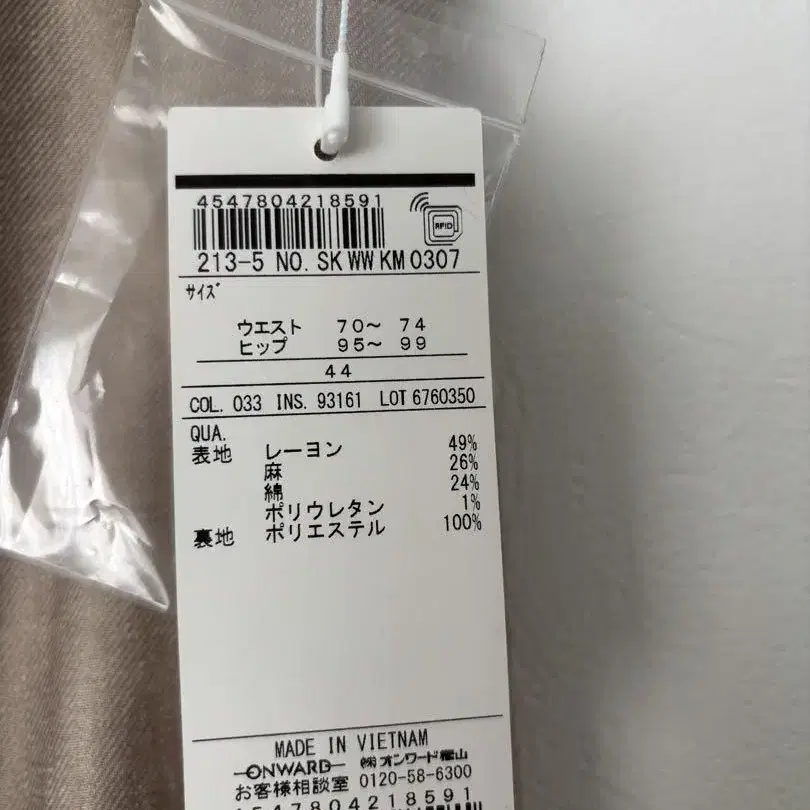 4547804218591
RFID
213-5 NO. SK WW KM 0307
サイズ
ウエスト 70~ 74
ヒップ 95~ 99
44
COL. 033 INS. 93161 LOT 6760350
QUA.
表地 レーヨン 49%
麻 26%
綿 24%
ポリウレタン 1%
裏地 ポリエステル 100%
MADE IN VIETNAM
ONWARD ㈱オンワード樫山
お客様相談室 0120-58-6300
4547804218591